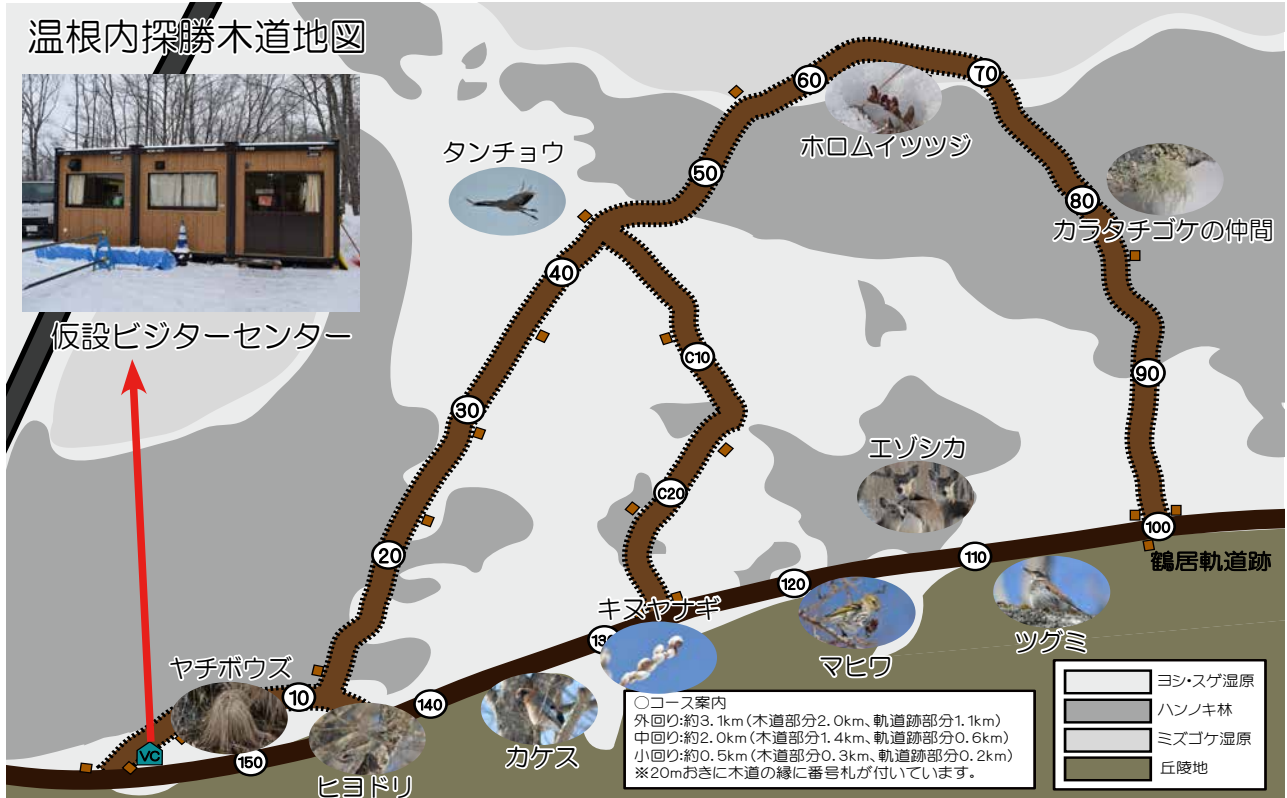 温根内探勝木道地図
仮設ビジターセンター
タンチョウ
ホロムイツツジ
カラタチゴケの仲間
エゾシカ
鶴居軌道跡
ツグミ
マヒワ
キヌヤナギ
カケス
ヒヨドリ
ヤチボウズ
VC
10
20
30
40
50
60
70
80
90
100
110
120
130
140
150
C10
C20
○コース案内
外回り:約3.1km(木道部分2.0km、軌道跡部分1.1km)
中回り:約2.0km(木道部分1.4km、軌道跡部分0.6km)
小回り:約0.5km(木道部分0.3km、軌道跡部分0.2km)
※20mおきに木道の縁に番号札が付いています。
ヨシ・スゲ湿原
ハンノキ林
ミズゴケ湿原
丘陵地